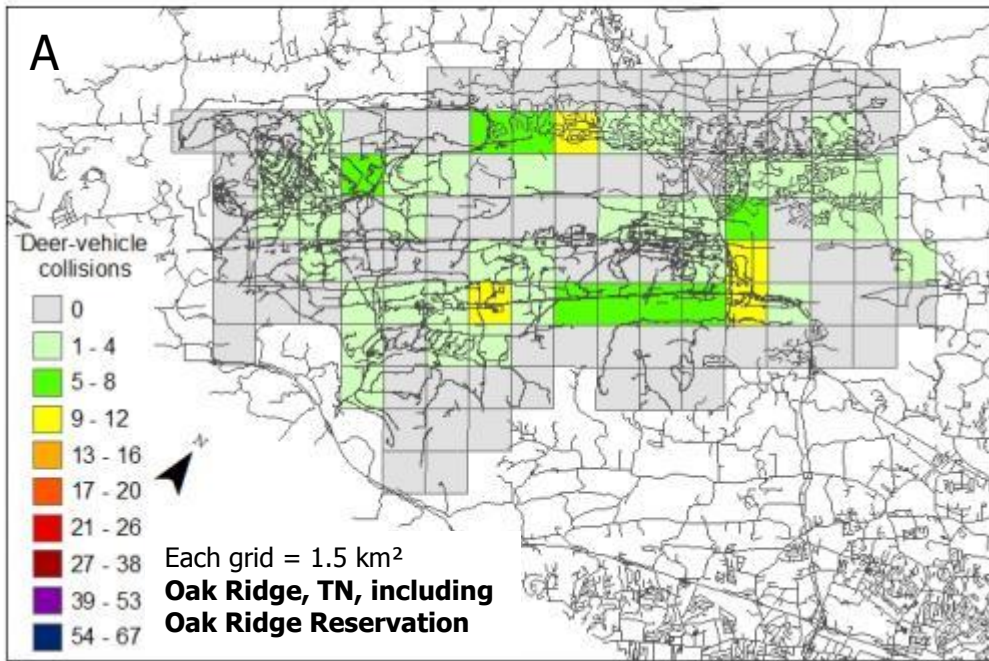 A
Deer-vehicle
collisions
0
1 - 4
5 - 8
9 - 12
13 - 16
17 - 20
21 - 26
27 - 38
39 - 53
54 - 67
N
Each grid = 1.5 km²
Oak Ridge, TN, including
Oak Ridge Reservation